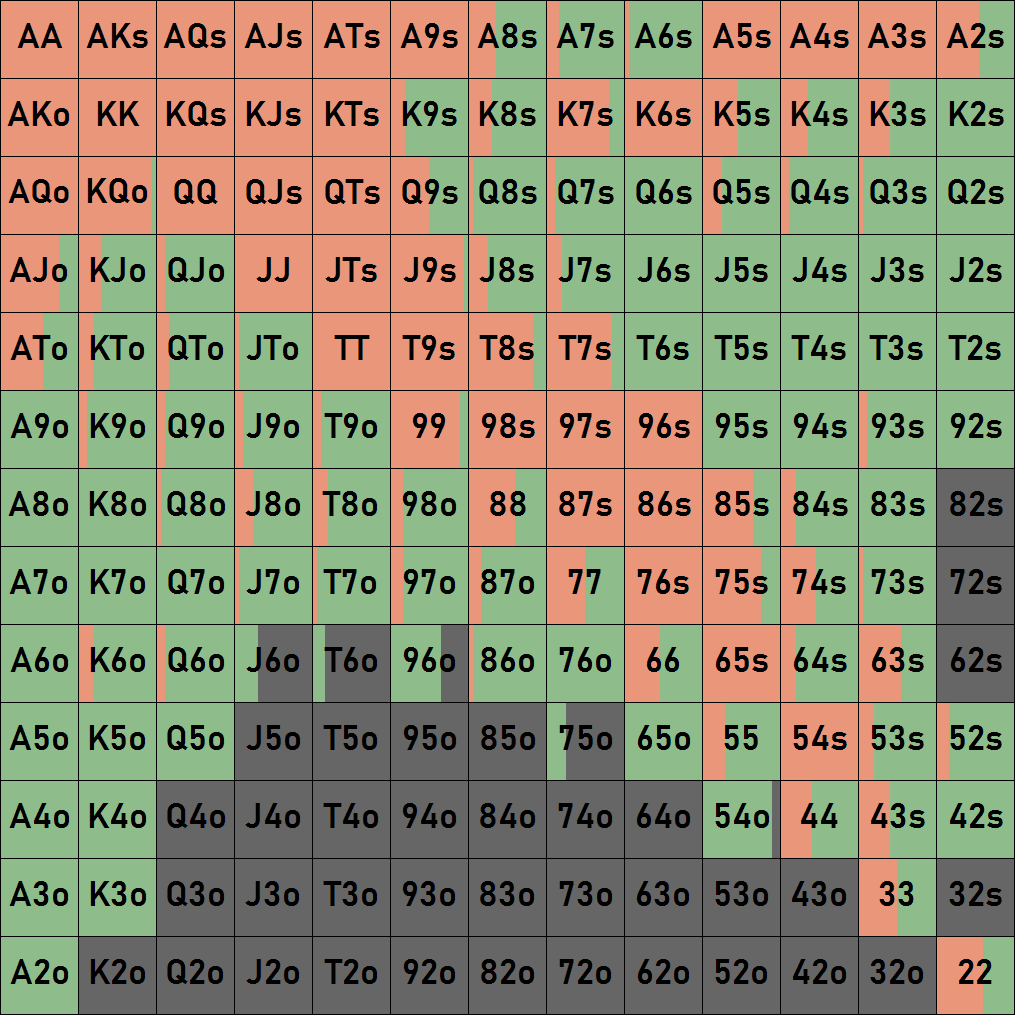 AA AKs AQs AJs ATs A9s A8s A7s A6s A5s A4s A3s A2s
AKo KK KQs KJs KTs K9s K8s K7s K6s K5s K4s K3s K2s
AQo KQo QQ QJs QTs Q9s Q8s Q7s Q6s Q5s Q4s Q3s Q2s
AJo KJo QJo JJ JTs J9s J8s J7s J6s J5s J4s J3s J2s
ATo KTo QTo JTo TT T9s T8s T7s T6s T5s T4s T3s T2s
A9o K9o Q9o J9o T9o 99 98s 97s 96s 95s 94s 93s 92s
A8o K8o Q8o J8o T8o 98o 88 87s 86s 85s 84s 83s 82s
A7o K7o Q7o J7o T7o 97o 87o 77 76s 75s 74s 73s 72s
A6o K6o Q6o J6o T6o 96o 86o 76o 66 65s 64s 63s 62s
A5o K5o Q5o J5o T5o 95o 85o 75o 65o 55 54s 53s 52s
A4o K4o Q4o J4o T4o 94o 84o 74o 64o 54o 44 43s 42s
A3o K3o Q3o J3o T3o 93o 83o 73o 63o 53o 43o 33 32s
A2o K2o Q2o J2o T2o 92o 82o 72o 62o 52o 42o 32o 22